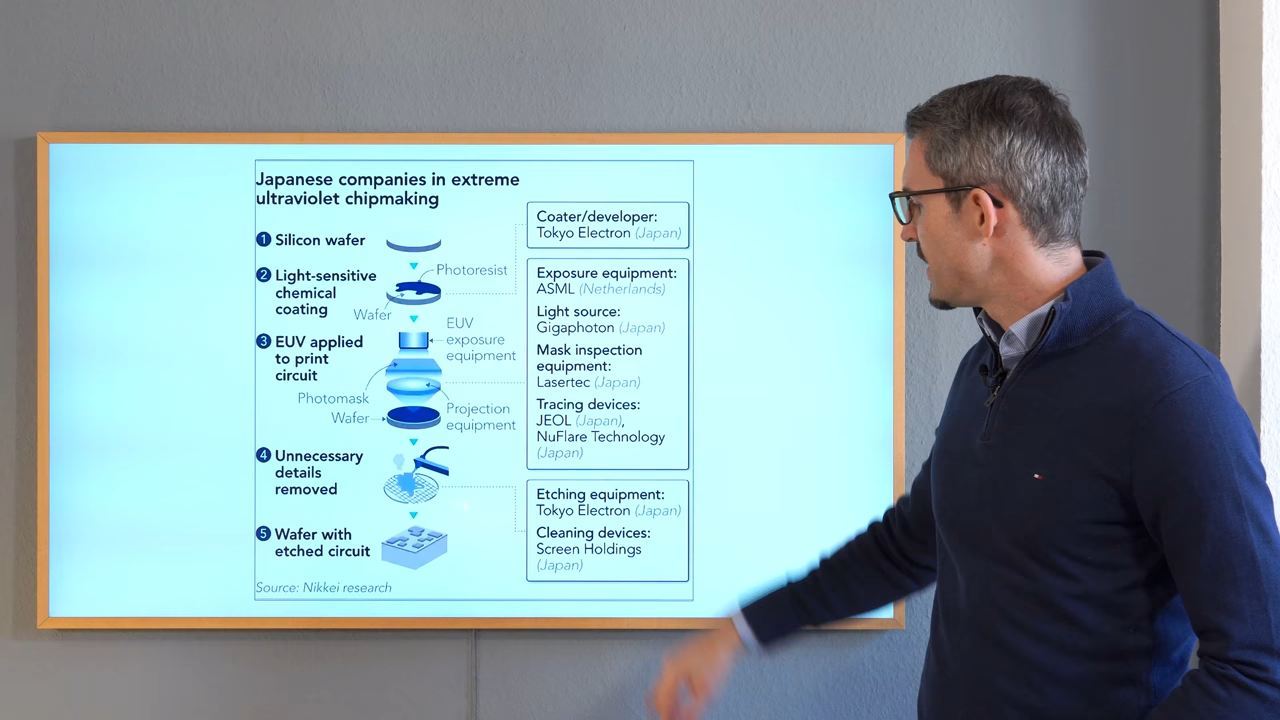 Japanese companies in extreme
ultraviolet chipmaking
1 Silicon wafer
2 Light-sensitive
chemical
coating
Photoresist
Wafer
3 EUV applied
to print
circuit
EUV
exposure
equipment
Photomask
Wafer
Projection
equipment
4 Unnecessary
details
removed
5 Wafer with
etched circuit
Source: Nikkei research
Coater/developer:
Tokyo Electron (Japan)
Exposure equipment:
ASML (Netherlands)
Light source:
Gigaphoton (Japan)
Mask inspection
equipment:
Lasertec (Japan)
Tracing devices:
JEOL (Japan),
NuFlare Technology
(Japan)
Etching equipment:
Tokyo Electron (Japan)
Cleaning devices:
Screen Holdings
(Japan)